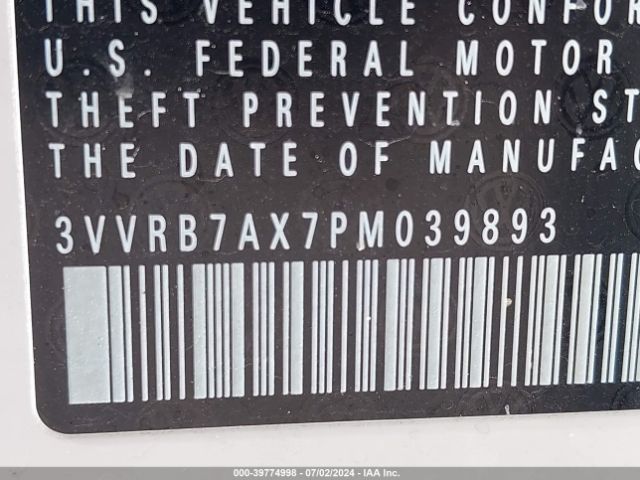 THIS VEHICLE CONFOR
U.S. FEDERAL MOTOR
THEFT PREVENTION ST
THE DATE OF MANUFAC
3VVRB7AX7PM039893
000-39774998 - 07/02/2024 - IAA Inc.